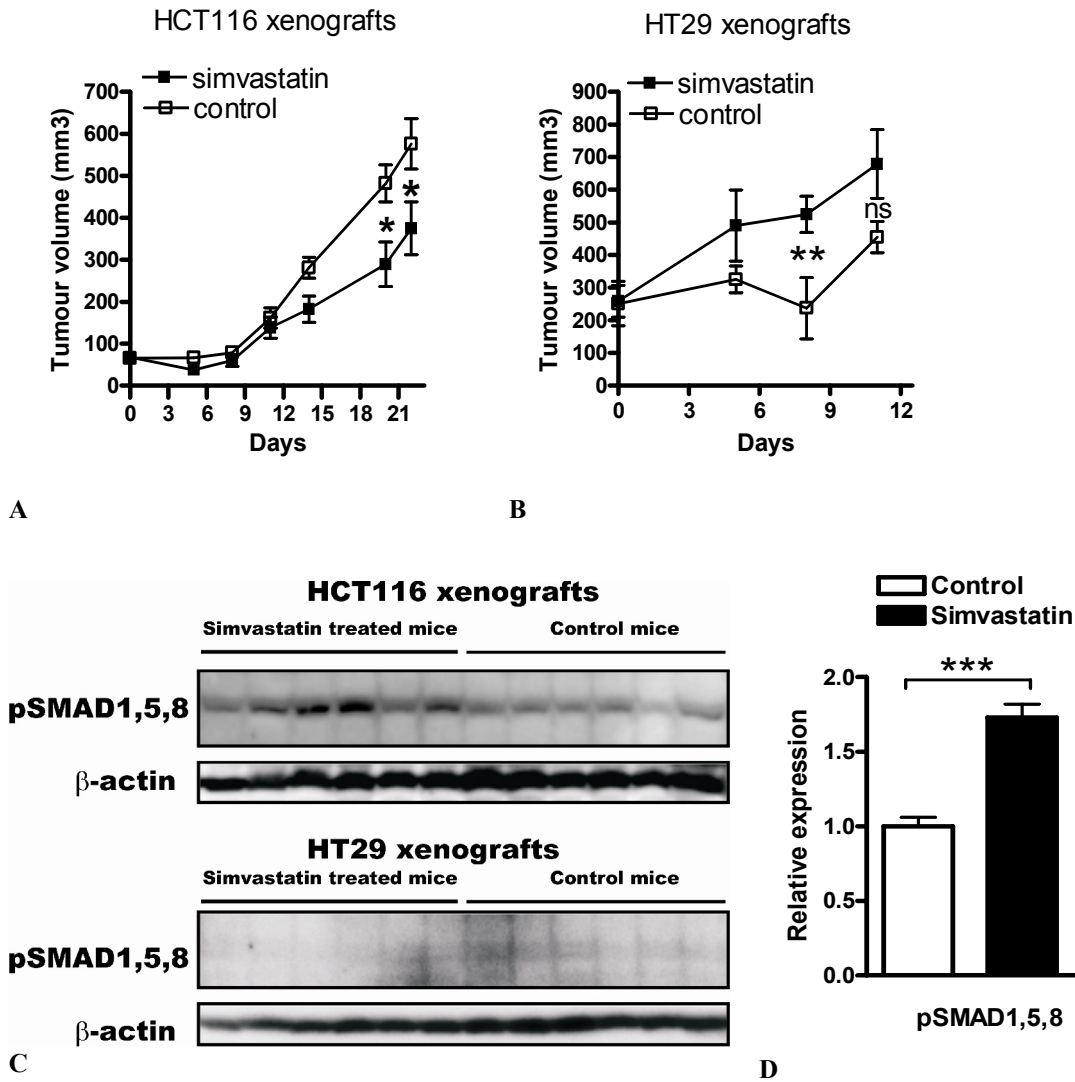 HCT116 xenografts
simvastatin
control
Tumour volume (mm3)
700
600
500
400
300
200
100
0
*
*
0 3 6 9 12 15 18 21
Days
A
HT29 xenografts
simvastatin
control
Tumour volume (mm3)
900
800
700
600
500
400
300
200
100
0
**
ns
0 3 6 9 12
Days
B
HCT116 xenografts
Simvastatin treated mice Control mice
pSMAD1,5,8
β-actin
HT29 xenografts
Simvastatin treated mice Control mice
pSMAD1,5,8
β-actin
C
Control
Simvastatin
Relative expression
2.0
1.5
1.0
0.5
0.0
***
pSMAD1,5,8
D